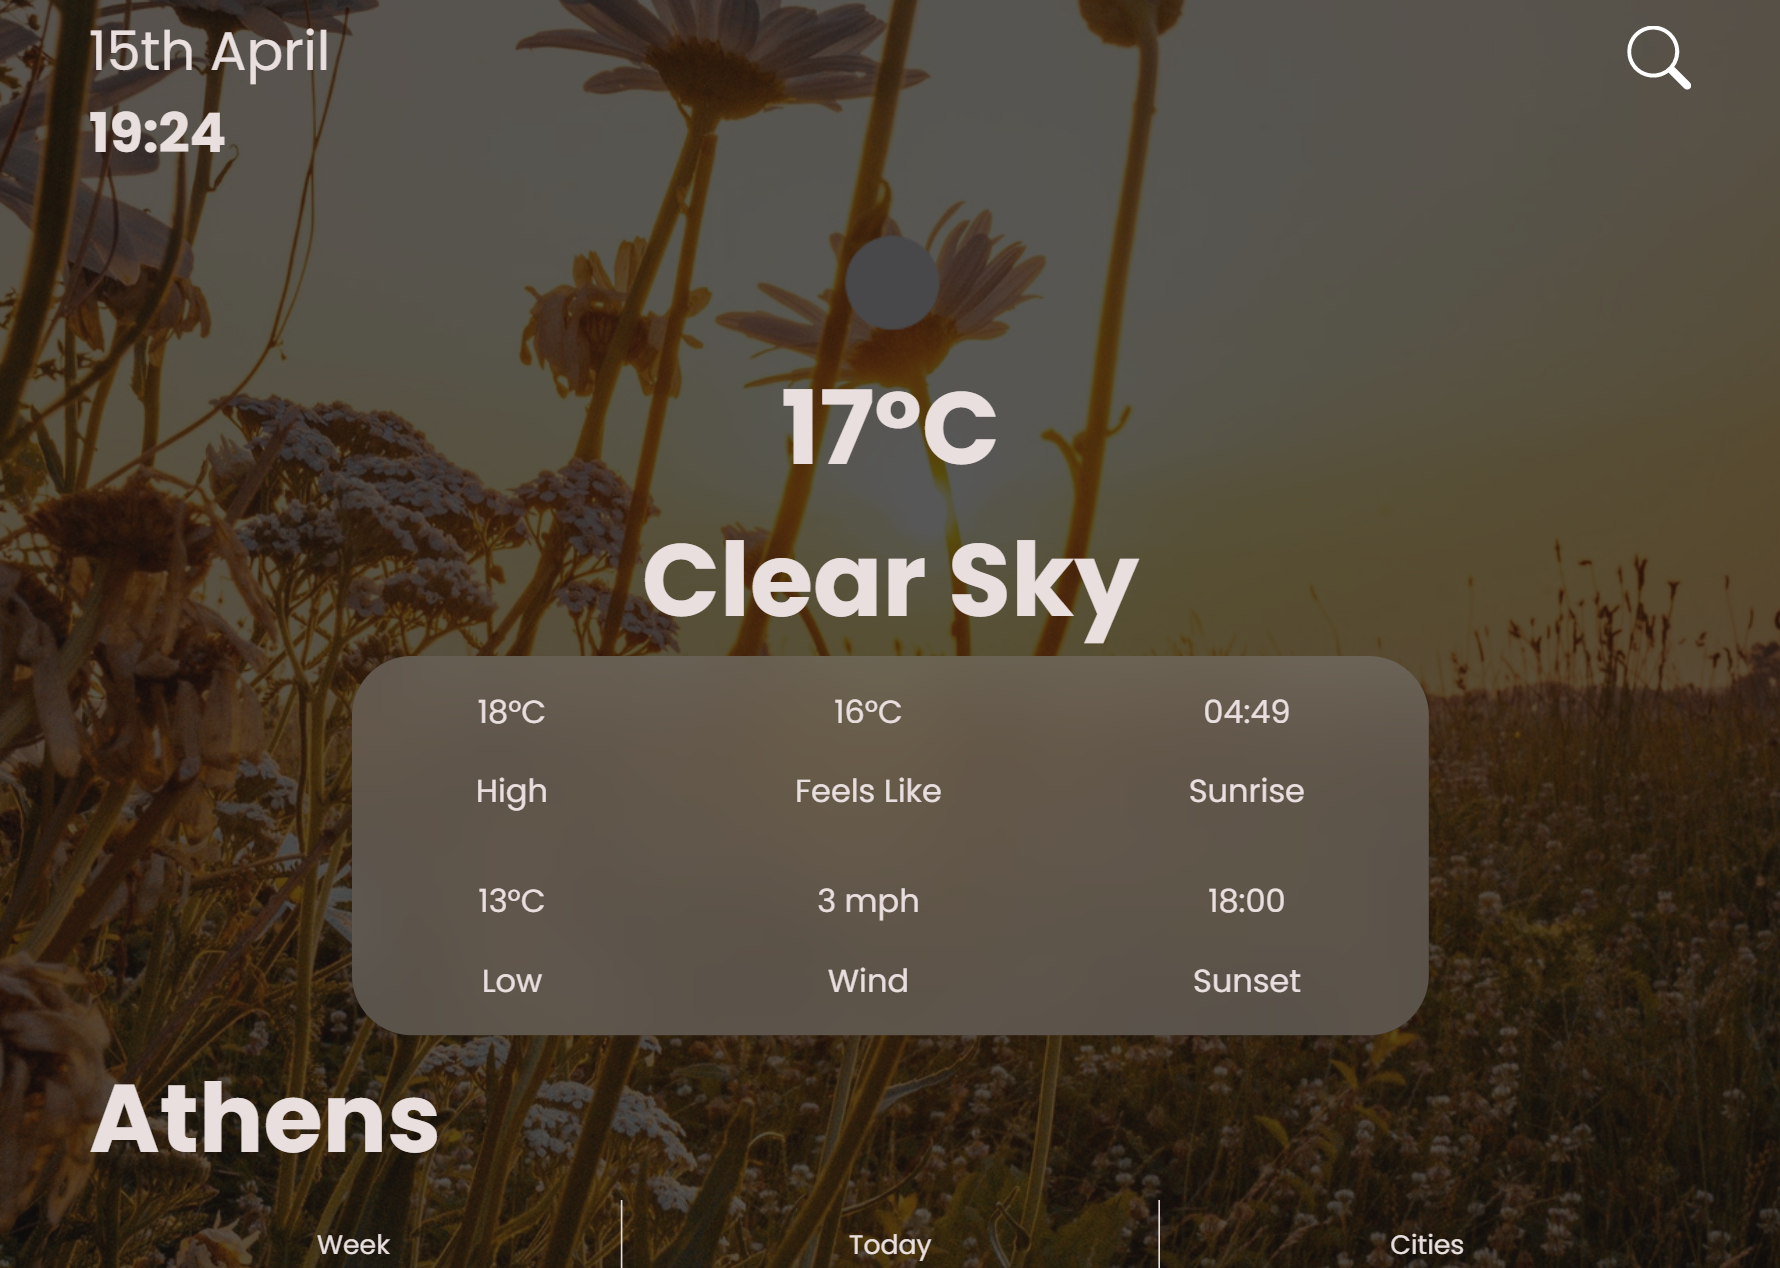 15th April
19:24
17°C
Clear Sky
18°C 16°C 04:49
High Feels Like Sunrise
13°C 3 mph 18:00
Low Wind Sunset
Athens
Week Today Cities